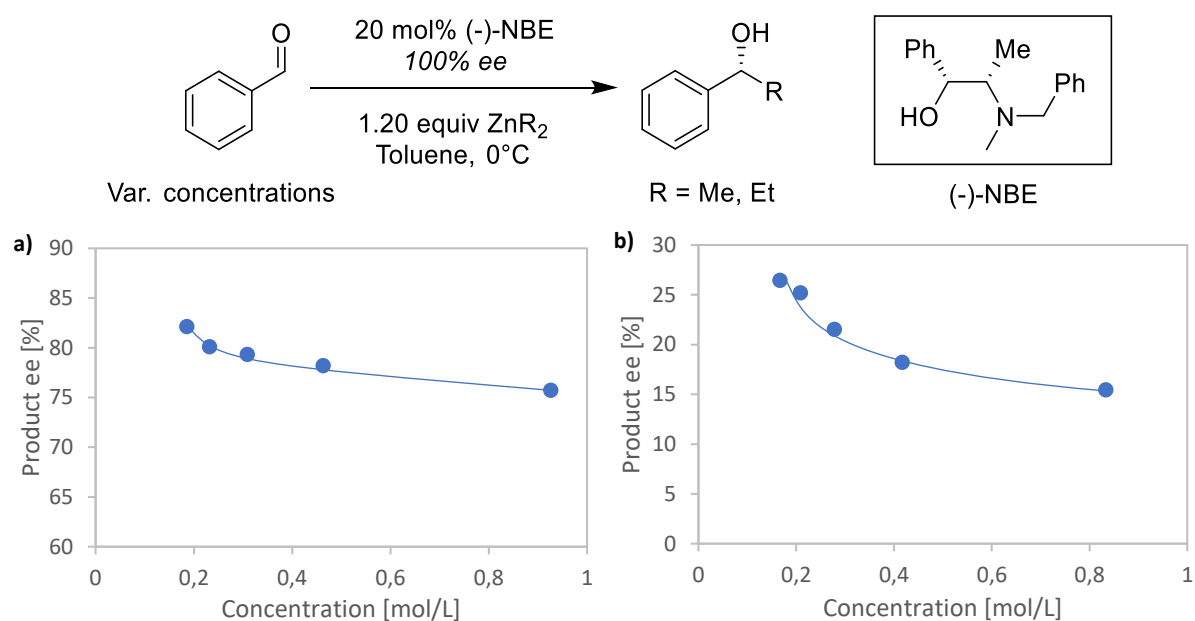 O
20 mol% (-)-NBE
100% ee
1.20 equiv ZnR2
Toluene, 0°C
Var. concentrations
OH
R
R = Me, Et
Ph
Me
Ph
HO
N
(-)-NBE
a)
90
85
80
75
70
65
60
Product ee [%]
0
0,2
0,4
0,6
0,8
1
Concentration [mol/L]
b)
30
25
20
15
10
5
0
Product ee [%]
0
0,2
0,4
0,6
0,8
1
Concentration [mol/L]